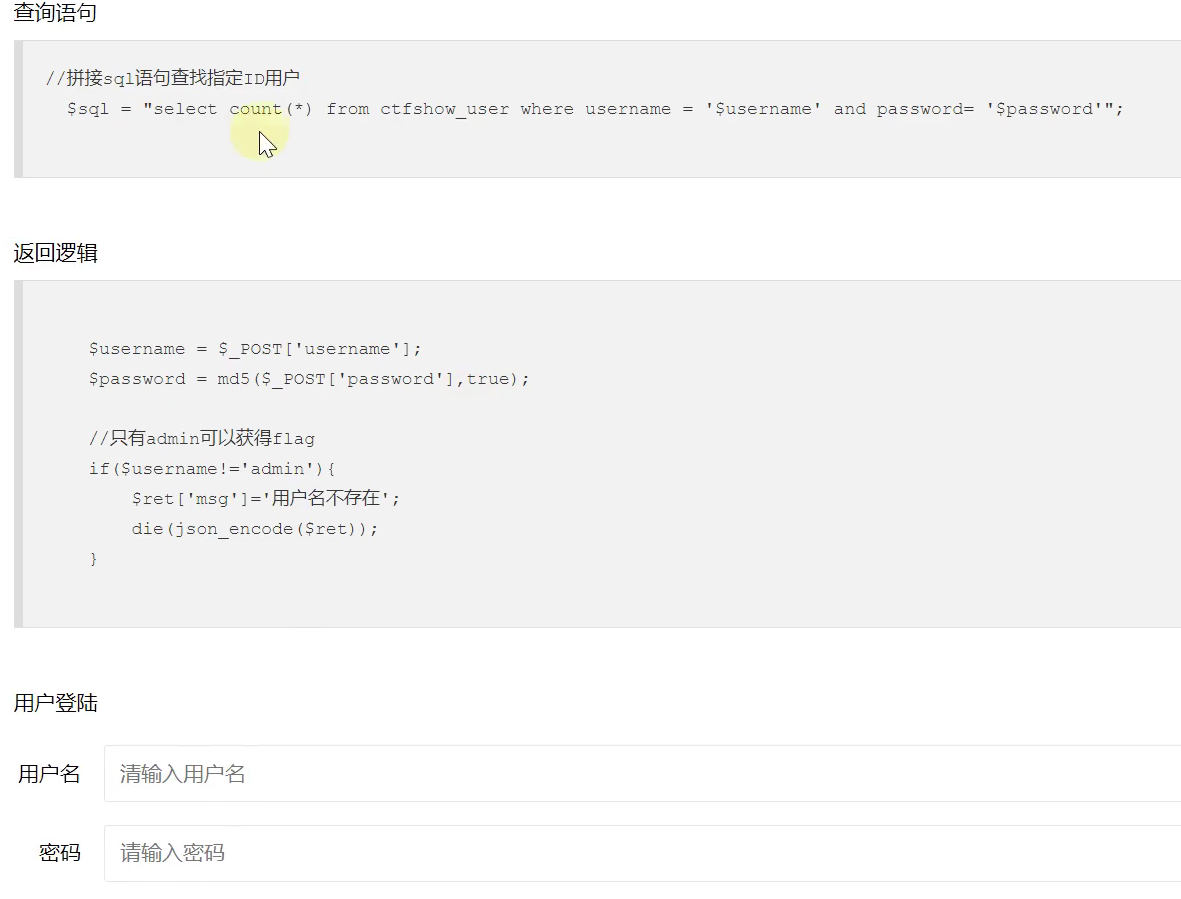 查询语句
//拼接sql语句查找指定ID用户
$sql = "select count(*) from ctfshow_user where username = '$username' and password= '$password'";
返回逻辑
$username = $_POST['username'];
$password = md5($_POST['password'],true);
//只有admin可以获得flag
if($username!='admin'){
$ret['msg']='用户名不存在';
die(json_encode($ret));
}
用户登陆
用户名
清输入用户名
密码
请输入密码